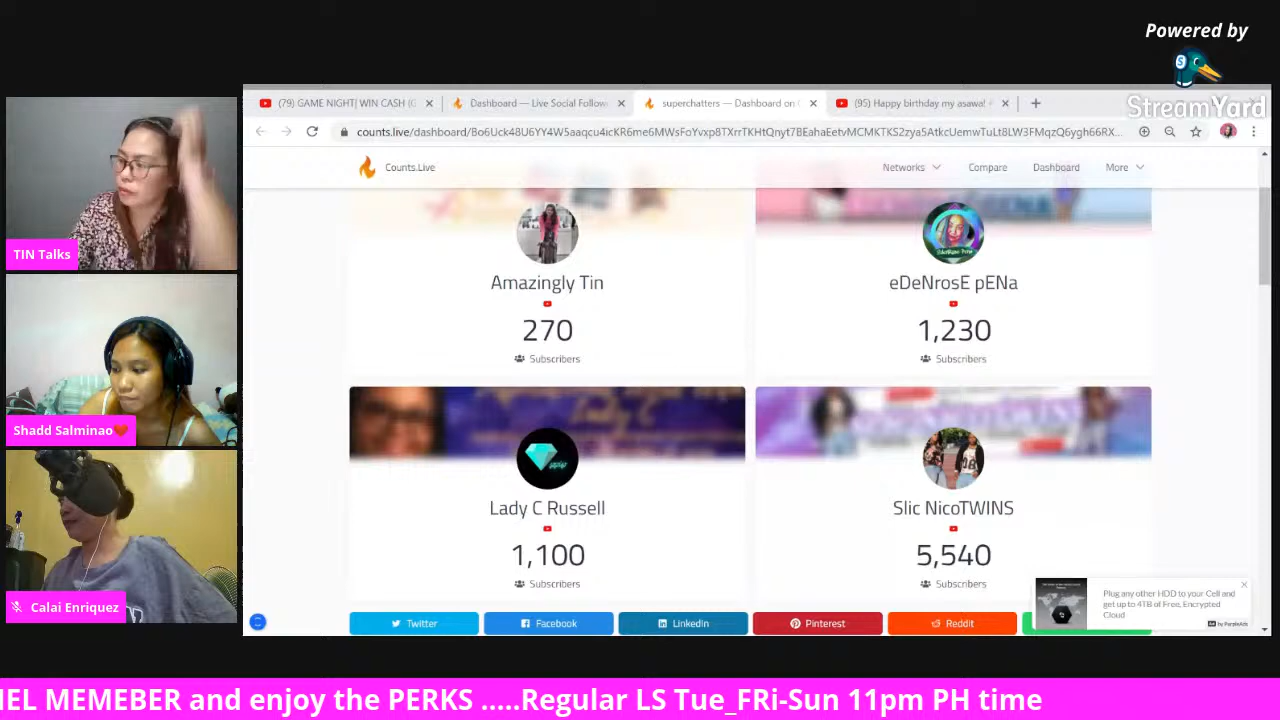 Powered by
StreamYard
(79) GAME NIGHT| WIN CASH (G
Dashboard — Live Social Follow
superchatters — Dashboard on
(95) Happy birthday my asawa!
counts.live/dashboard/
Counts.Live
Networks
Compare
Dashboard
More
TIN Talks
Shadd Salminao❤️
Calai Enriquez
Amazingly Tin
270
Subscribers
eDeNrosE pENa
1,230
Subscribers
Lady C Russell
1,100
Subscribers
Slic NicoTWINS
5,540
Subscribers
Plug any other HDD to your Cell and
get up to 4TB of Free, Encrypted
Cloud
Ad by PurpleAds
Twitter
Facebook
LinkedIn
Pinterest
Reddit
NEL MEMEBER and enjoy the PERKS .....Regular LS Tue_FRi-Sun 11pm PH time